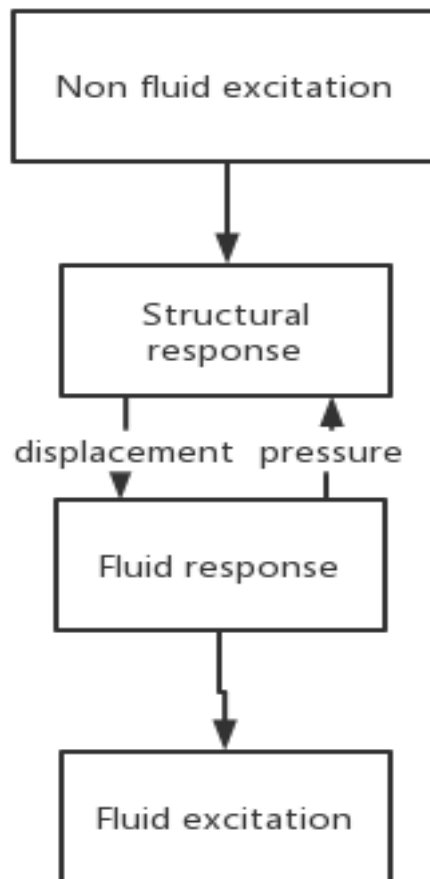 Non fluid excitation
Structural
response
displacement pressure
Fluid response
Fluid excitation